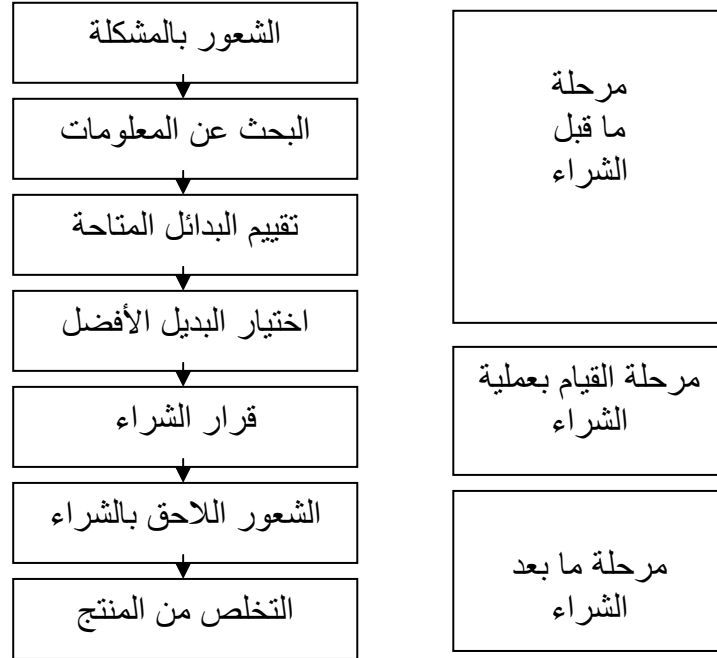 الشعور بالمشكلة
البحث عن المعلومات
تقييم البدائل المتاحة
اختيار البديل الأفضل
قرار الشراء
الشعور اللاحق بالشراء
التخلص من المنتج
مرحلة
ما قبل
الشراء
مرحلة القيام بعملية
الشراء
مرحلة ما بعد
الشراء